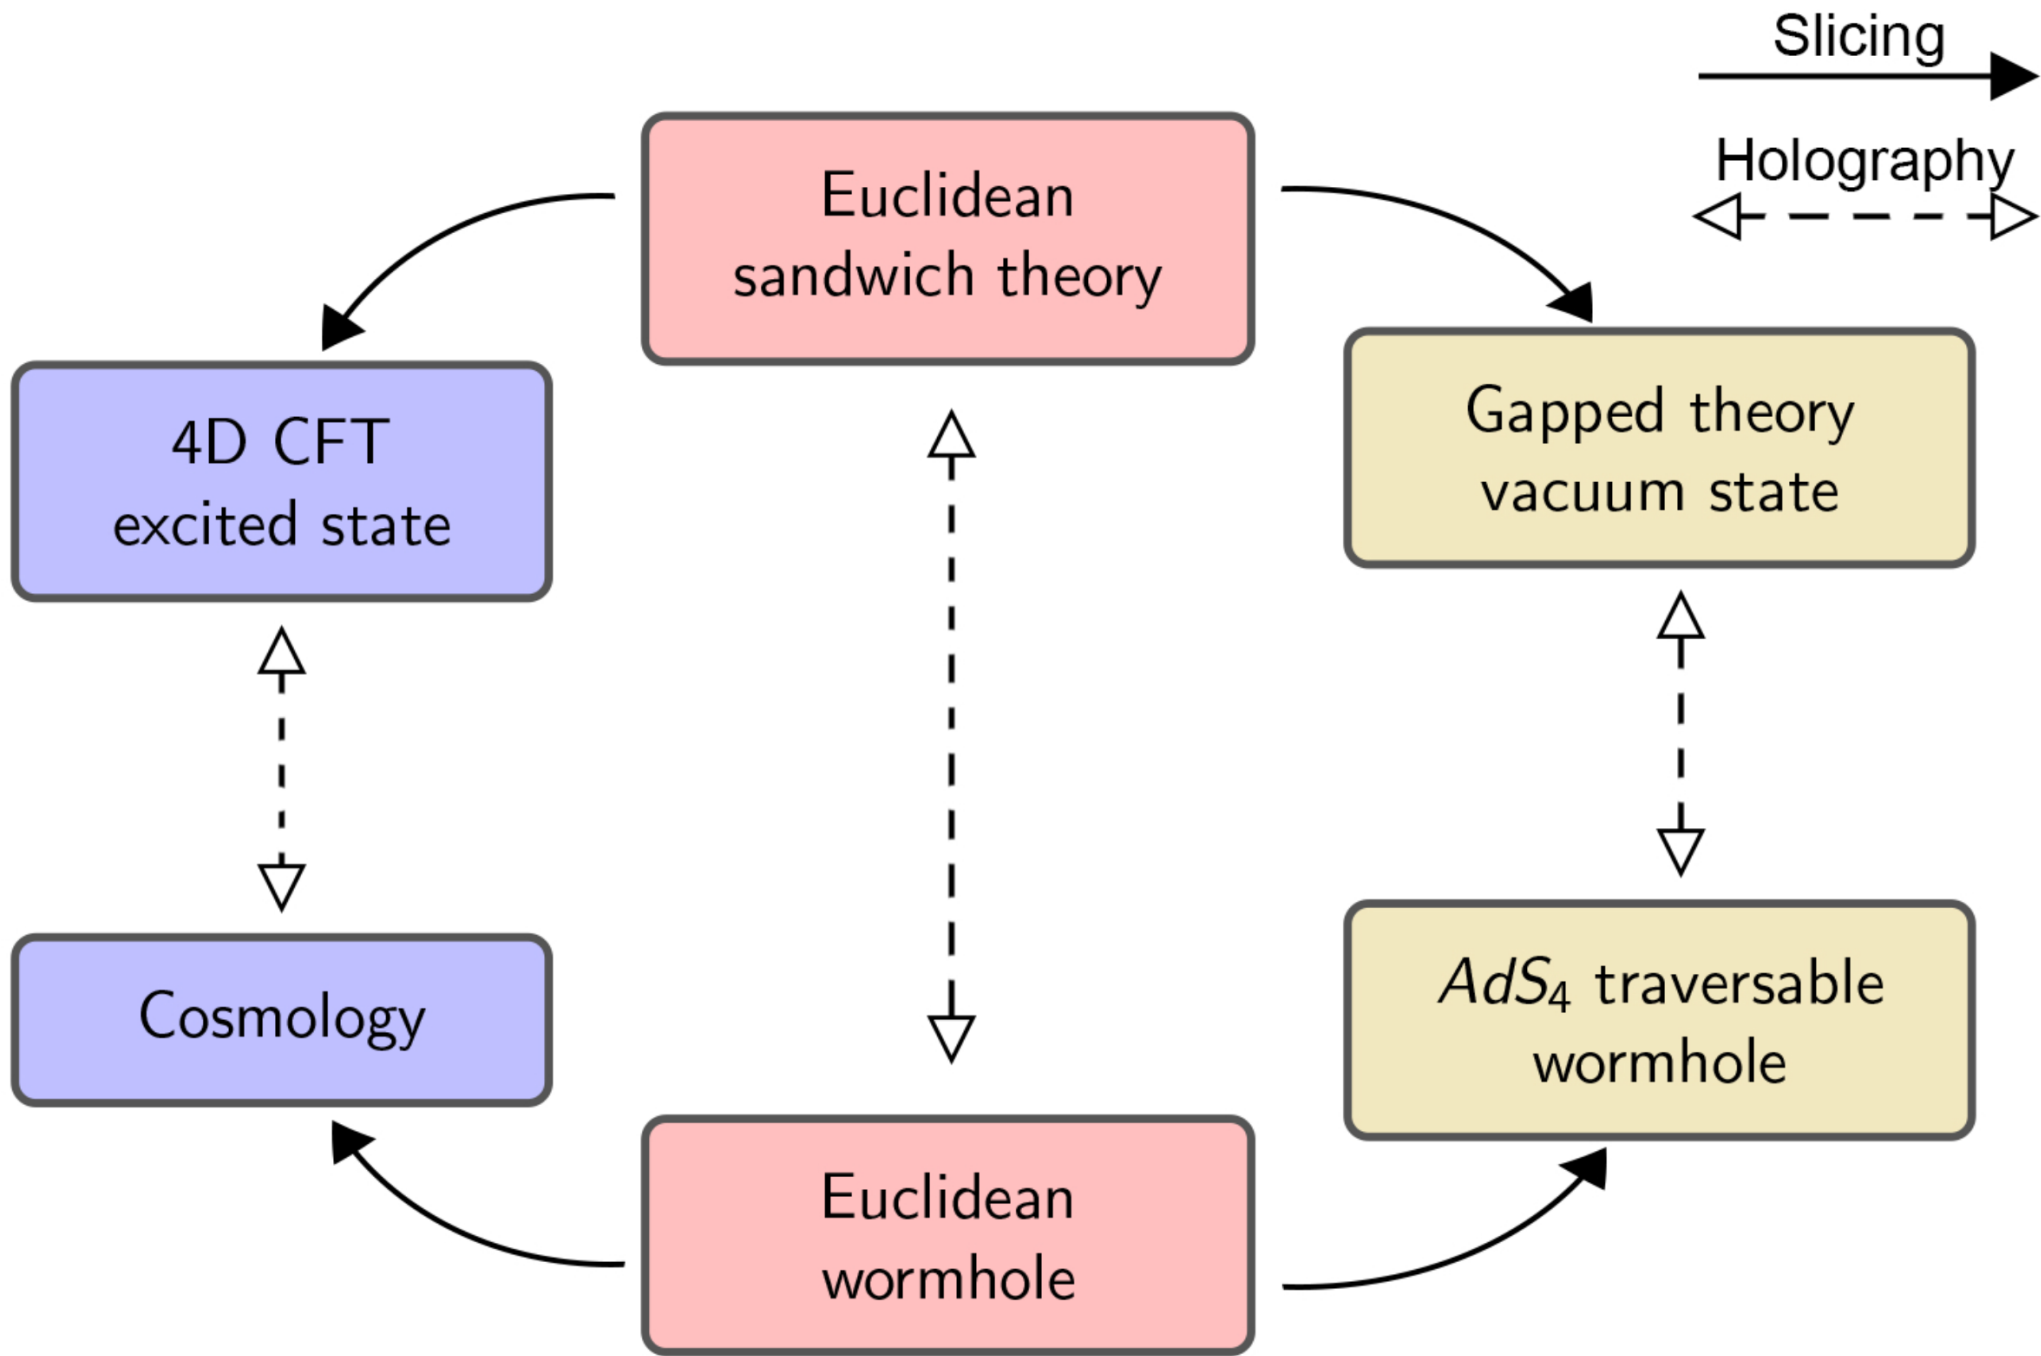 Slicing
Holography
Euclidean
sandwich theory
4D CFT
excited state
Gapped theory
vacuum state
Cosmology
AdS₄ traversable
wormhole
Euclidean
wormhole